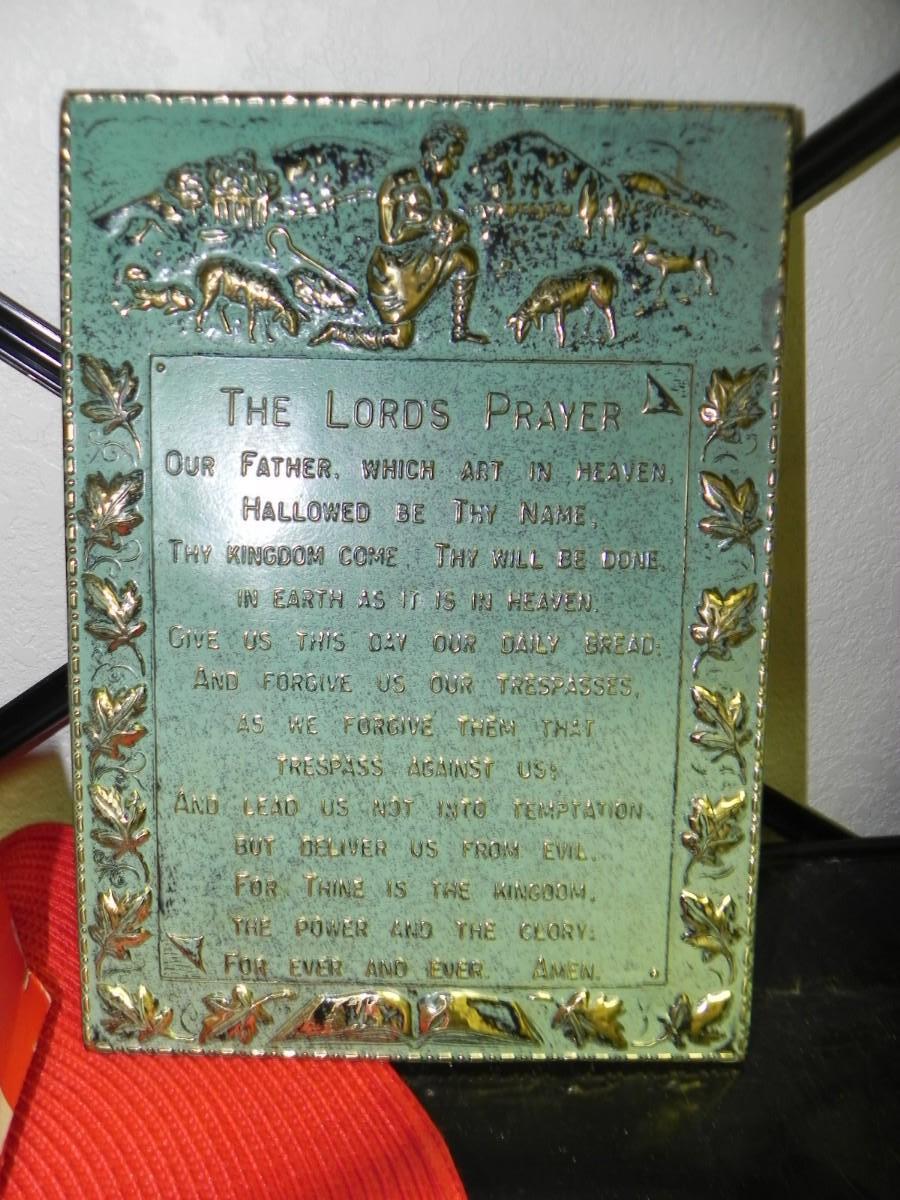 THE LORD'S PRAYER
OUR FATHER, WHICH ART IN HEAVEN,
HALLOWED BE THY NAME,
THY KINGDOM COME THY WILL BE DONE,
IN EARTH AS IT IS IN HEAVEN.
GIVE US THIS DAY OUR DAILY BREAD;
AND FORGIVE US OUR TRESPASSES,
AS WE FORGIVE THEM THAT
TRESPASS AGAINST US;
AND LEAD US NOT INTO TEMPTATION
BUT DELIVER US FROM EVIL.
FOR THINE IS THE KINGDOM,
THE POWER AND THE GLORY:
FOR EVER AND EVER. AMEN.